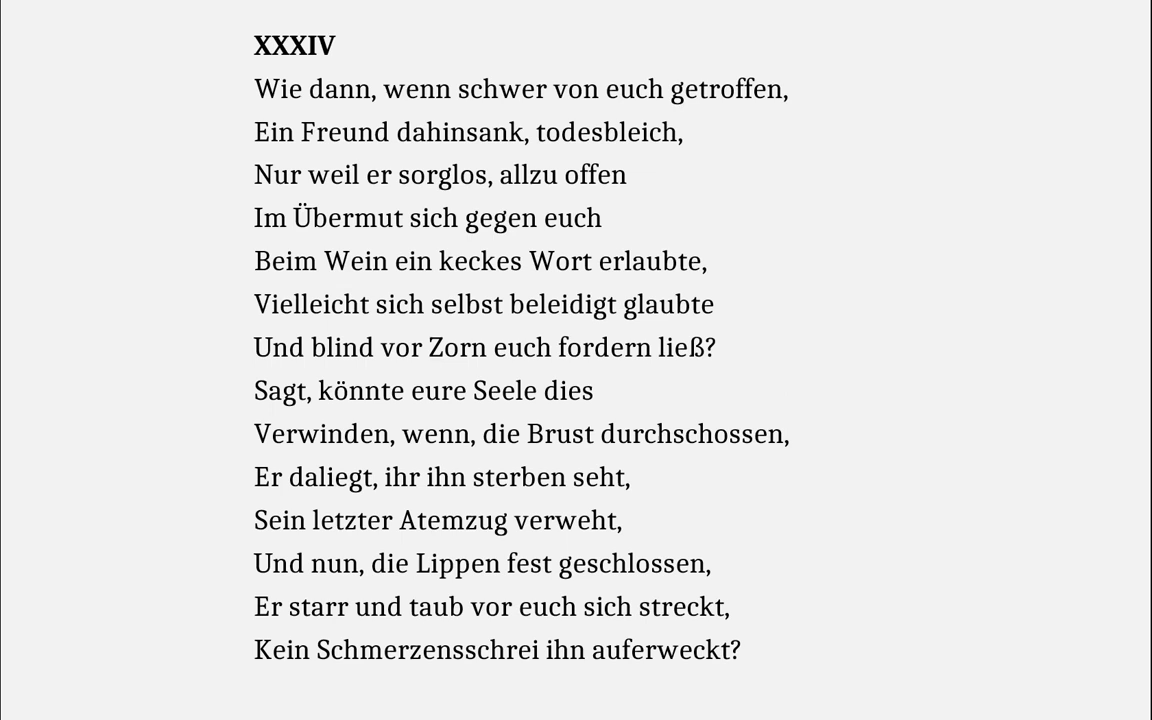 XXXIV
Wie dann, wenn schwer von euch getroffen,
Ein Freund dahinsank, todesbleich,
Nur weil er sorglos, allzu offen
Im Übermut sich gegen euch
Beim Wein ein keckes Wort erlaubte,
Vielleicht sich selbst beleidigt glaubte
Und blind vor Zorn euch fordern ließ?
Sagt, könnte eure Seele dies
Verwinden, wenn, die Brust durchschossen,
Er daliegt, ihr ihn sterben seht,
Sein letzter Atemzug verweht,
Und nun, die Lippen fest geschlossen,
Er starr und taub vor euch sich streckt,
Kein Schmerzensschrei ihn auferweckt?